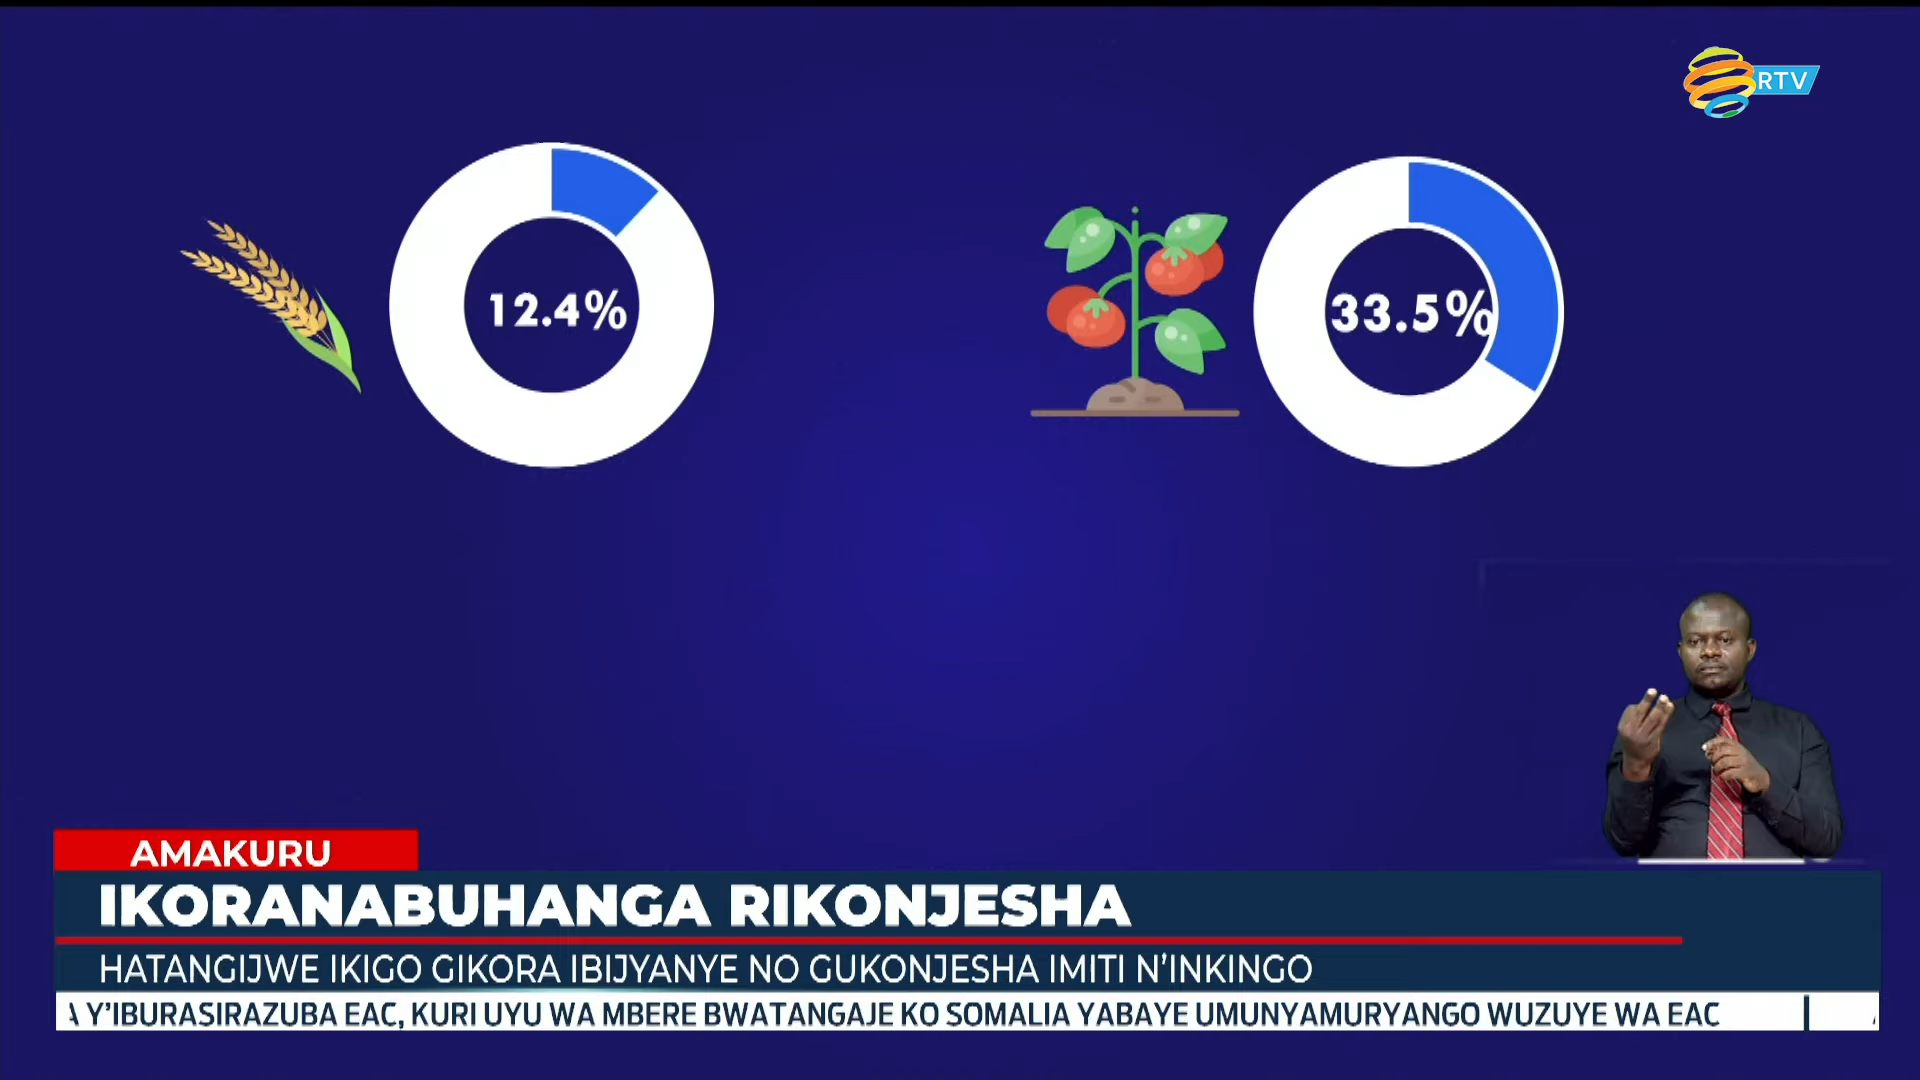 RTV
12.4%
33.5%
AMAKURU
IKORANABUHANGA RIKONJESHA
HATANGIJWE IKIGO GIKORA IBIJYANYE NO GUKONJESHA IMITI N'INKINGO
Y'IBURASIRAZUBA EAC, KURI UYU WA MBERE BWATANGAJE KO SOMALIA YABAYE UMUNYAMURYANGO WUZUYE WA EAC